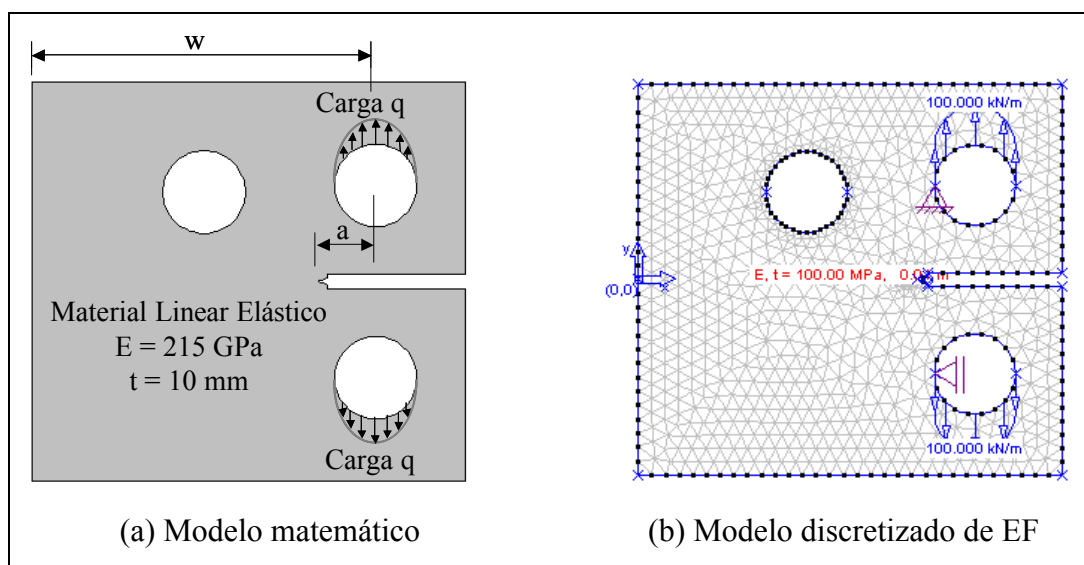 w
Carga q
a
Material Linear Elástico
E = 215 GPa
t = 10 mm
Carga q
(a) Modelo matemático
100.000 kN/m
y
(0,0)
x
E, t = 100.00 MPa,
100.000 kN/m
(b) Modelo discretizado de EF